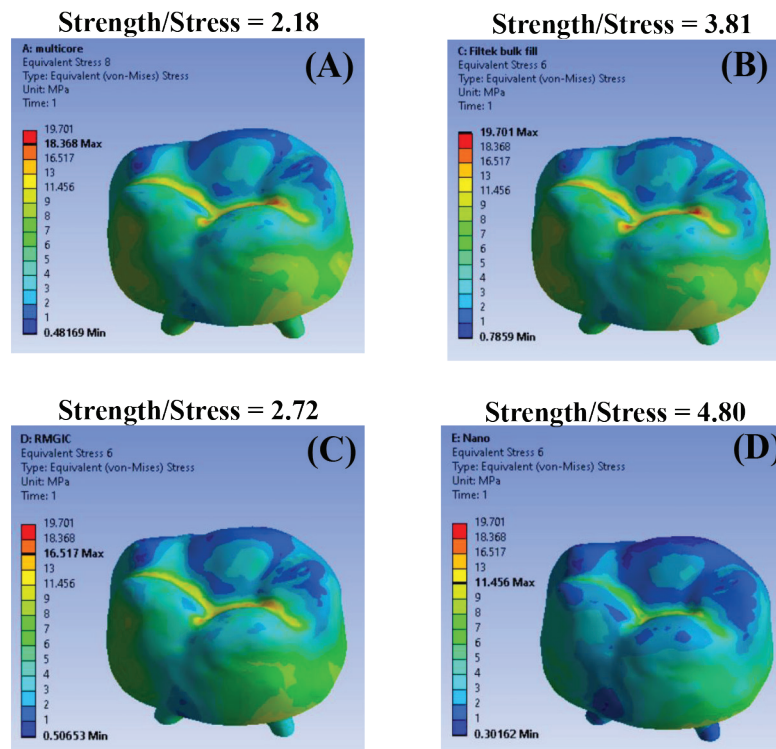 Strength/Stress = 2.18
(A)
A: multicore
Equivalent Stress 8
Type: Equivalent (von-Mises) Stress
Unit: MPa
Time: 1
19.701
18.368 Max
16.517
13
11.456
9
8
7
6
5
4
3
2
1
0.48169 Min
Strength/Stress = 3.81
(B)
C: Filtek bulk fill
Equivalent Stress 6
Type: Equivalent (von-Mises) Stress
Unit: MPa
Time: 1
19.701 Max
18.368
16.517
13
11.456
9
8
7
6
5
4
3
2
1
0.7859 Min
Strength/Stress = 2.72
(C)
D: RMGIC
Equivalent Stress 6
Type: Equivalent (von-Mises) Stress
Unit: MPa
Time: 1
19.701
18.368
16.517 Max
13
11.456
9
8
7
6
5
4
3
2
1
0.50653 Min
Strength/Stress = 4.80
(D)
E: Nano
Equivalent Stress 6
Type: Equivalent (von-Mises) Stress
Unit: MPa
Time: 1
19.701
18.368
16.517
13
11.456 Max
9
8
7
6
5
4
3
2
1
0.30162 Min